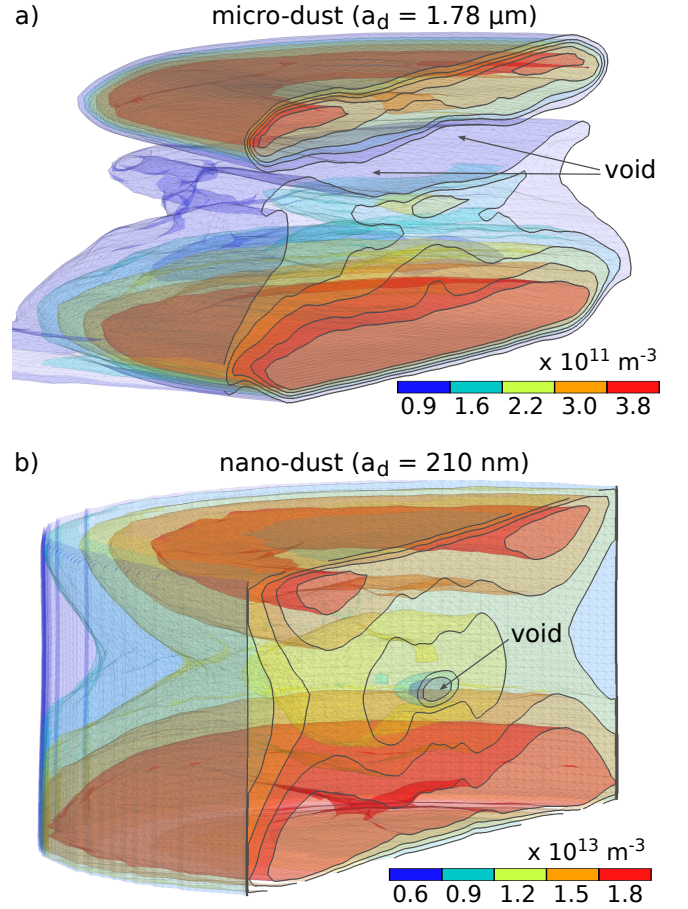 a) micro-dust (a_d = 1.78 μm)
void
x 10^11 m^-3
0.9 1.6 2.2 3.0 3.8
b) nano-dust (a_d = 210 nm)
void
x 10^13 m^-3
0.6 0.9 1.2 1.5 1.8